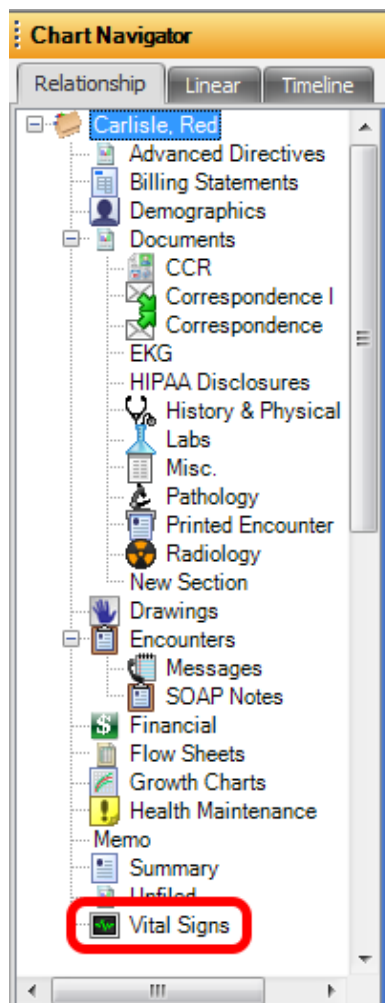 Chart Navigator
Relationship Linear Timeline
Carlisle, Red
Advanced Directives
Billing Statements
Demographics
Documents
CCR
Correspondence I
Correspondence
EKG
HIPAA Disclosures
History & Physical
Labs
Misc.
Pathology
Printed Encounter
Radiology
New Section
Drawings
Encounters
Messages
SOAP Notes
Financial
Flow Sheets
Growth Charts
Health Maintenance
Memo
Summary
Unfiled
Vital Signs